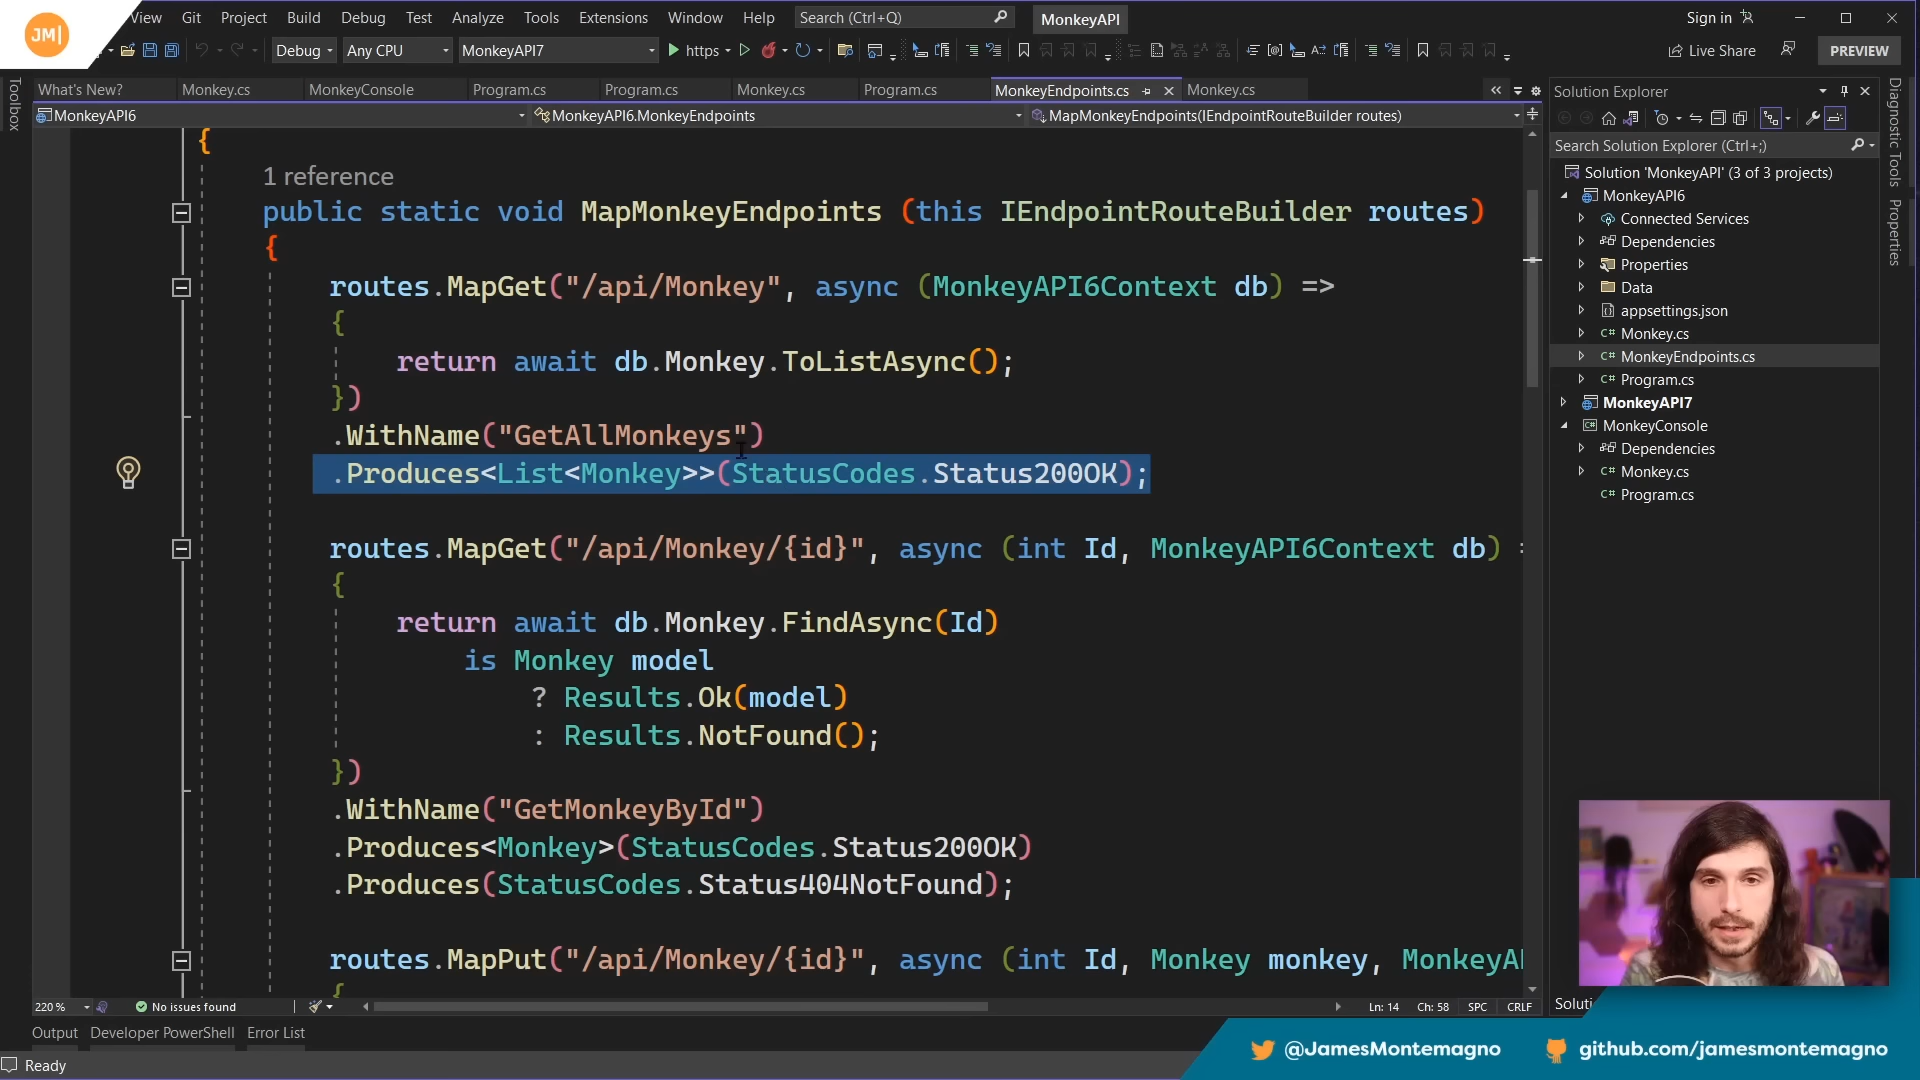 JM|
View Git Project Build Debug Test Analyze Tools Extensions Window Help Search (Ctrl+Q) MonkeyAPI Sign in
Debug Any CPU MonkeyAPI7 https Live Share PREVIEW
Toolbox
What's New? Monkey.cs MonkeyConsole Program.cs Program.cs Monkey.cs Program.cs MonkeyEndpoints.cs Monkey.cs
MonkeyAPI6 MonkeyAPI6.MonkeyEndpoints MapMonkeyEndpoints(IEndpointRouteBuilder routes)
{
1 reference
public static void MapMonkeyEndpoints (this IEndpointRouteBuilder routes)
{
routes.MapGet("/api/Monkey", async (MonkeyAPI6Context db) =>
{
return await db.Monkey.ToListAsync();
})
.WithName("GetAllMonkeys")
.Produces<List<Monkey>>(StatusCodes.Status200OK);
routes.MapGet("/api/Monkey/{id}", async (int Id, MonkeyAPI6Context db)
{
return await db.Monkey.FindAsync(Id)
is Monkey model
? Results.Ok(model)
: Results.NotFound();
})
.WithName("GetMonkeyById")
.Produces<Monkey>(StatusCodes.Status200OK)
.Produces(StatusCodes.Status404NotFound);
routes.MapPut("/api/Monkey/{id}", async (int Id, Monkey monkey, MonkeyA
{
220 % No issues found Ln: 14 Ch: 58 SPC CRLF
Output Developer PowerShell Error List
Ready
Solution Explorer
Search Solution Explorer (Ctrl+;)
Solution 'MonkeyAPI' (3 of 3 projects)
MonkeyAPI6
Connected Services
Dependencies
Properties
Data
appsettings.json
C# Monkey.cs
C# MonkeyEndpoints.cs
C# Program.cs
MonkeyAPI7
MonkeyConsole
Dependencies
C# Monkey.cs
C# Program.cs
Soluti
Diagnostic Tools
Properties
@JamesMontemagno github.com/jamesmontemagno